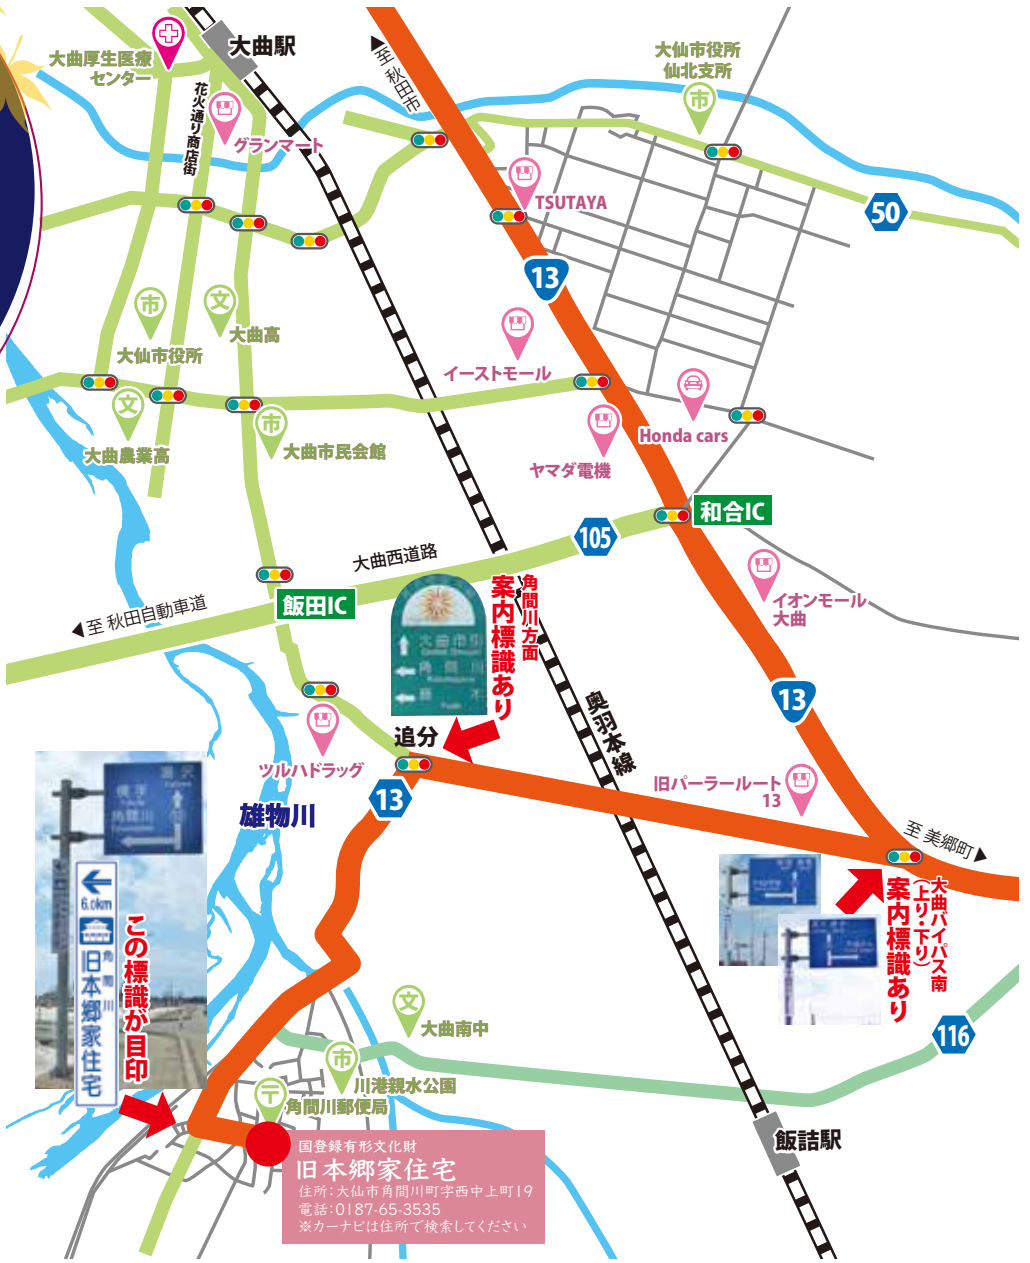 大曲駅
大曲厚生医療
センター
花火通り商店街
グランマート
至 秋田市
大仙市役所
仙北支所
市
TSUTAYA
50
13
市
文
大仙市役所
大曲高
イーストモール
文
市
大曲農業高
大曲市民会館
Honda cars
ヤマダ電機
和合IC
105
大曲西道路
イオンモール
大曲
飯田IC
至 秋田自動車道
角間川方面
案内標識あり
角間川
奥羽本線
13
追分
ツルハドラッグ
13
雄物川
旧パーラールート
13
至 美郷町
大曲バイパス南
(上り・下り)
案内標識あり
角間川
6.0km
角間川
旧本郷家住宅
この標識が目印
116
文
大曲南中
市
川港親水公園
〒
角間川郵便局
飯詰駅
国登録有形文化財
旧本郷家住宅
住所:大仙市角間川町字西中上町19
電話:0187-65-3535
※カーナビは住所で検索してください